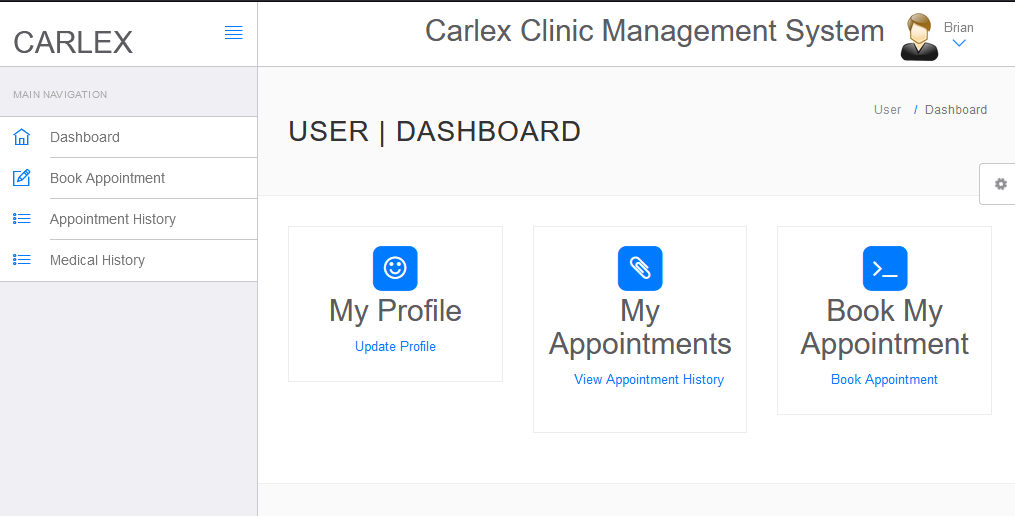 CARLEX
Carlex Clinic Management System
Brian
MAIN NAVIGATION
Dashboard
Book Appointment
Appointment History
Medical History
USER | DASHBOARD
User / Dashboard
My Profile
Update Profile
My
Appointments
View Appointment History
Book My
Appointment
Book Appointment